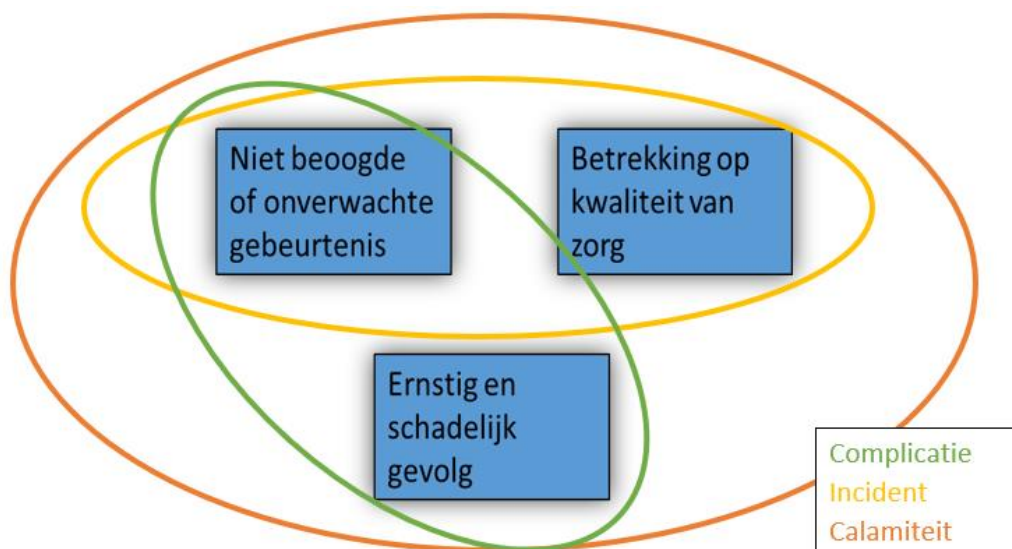 Niet beoogde
of onverwachte
gebeurtenis
Betrekking op
kwaliteit van
zorg
Ernstig en
schadelijk
gevolg
Complicatie
Incident
Calamiteit